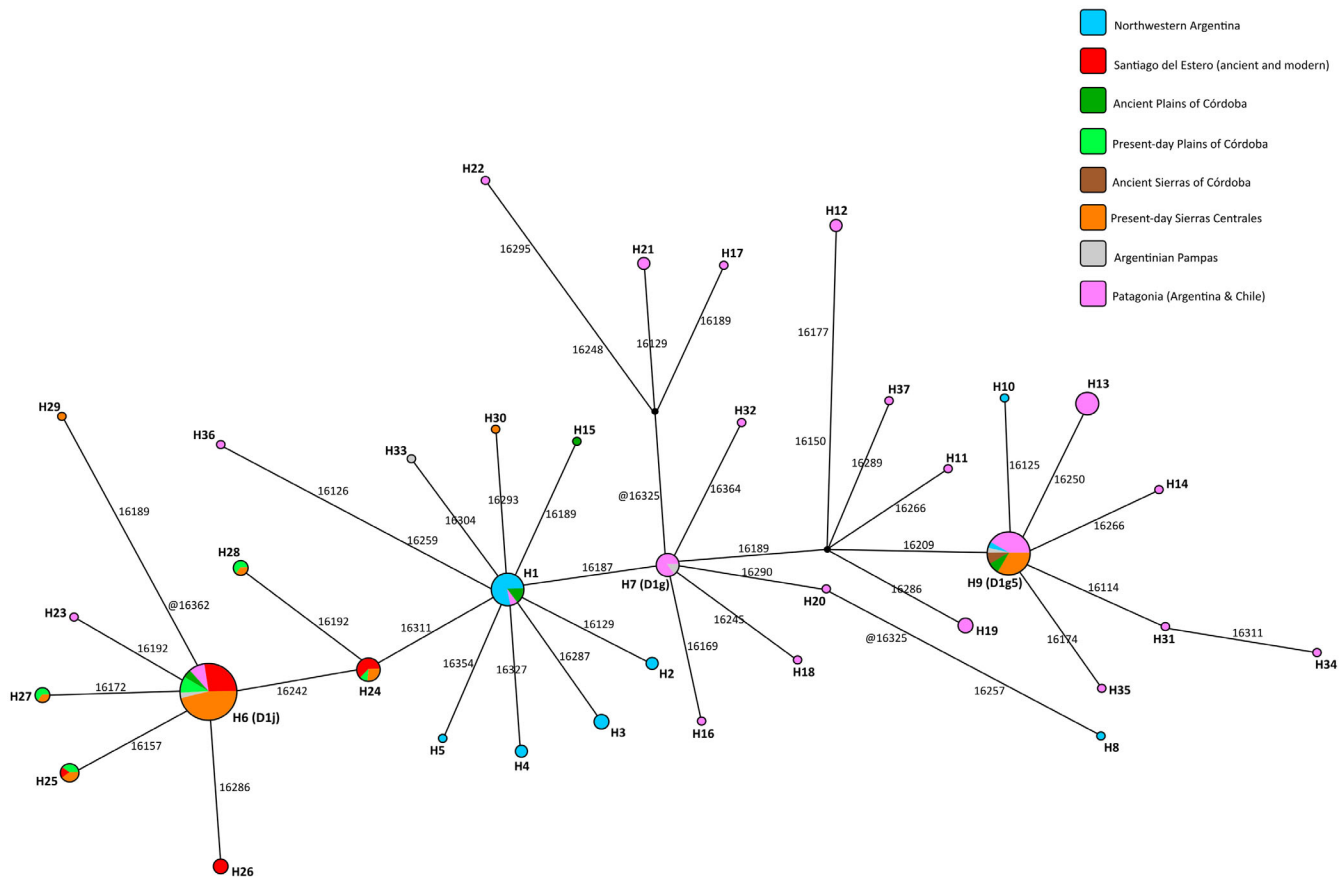 Northwestern Argentina
Santiago del Estero (ancient and modern)
Ancient Plains of Córdoba
Present-day Plains of Córdoba
Ancient Sierras of Córdoba
Present-day Sierras Centrales
Argentinian Pampas
Patagonia (Argentina & Chile)
H22
H12
H21
H17
16295
16189
16129
16248
16177
H13
H10
H37
H29
H32
H30
H15
H36
H33
16150
16289
H11
16125
16250
H14
16126
16293
@16325
16364
16304
16189
16266
16266
16189
16259
H28
H1
16187
16189
16209
H9 (D1g5)
H7 (D1g)
16290
H20
16286
16114
@16362
H23
16192
16311
16129
16245
H19
H31
16174
16311
H34
@16325
16192
16354
16327
16287
H2
16169
H18
H27
16172
16242
H24
16257
H35
H6 (D1j)
H3
H16
H8
16157
H5
H4
H25
16286
H26